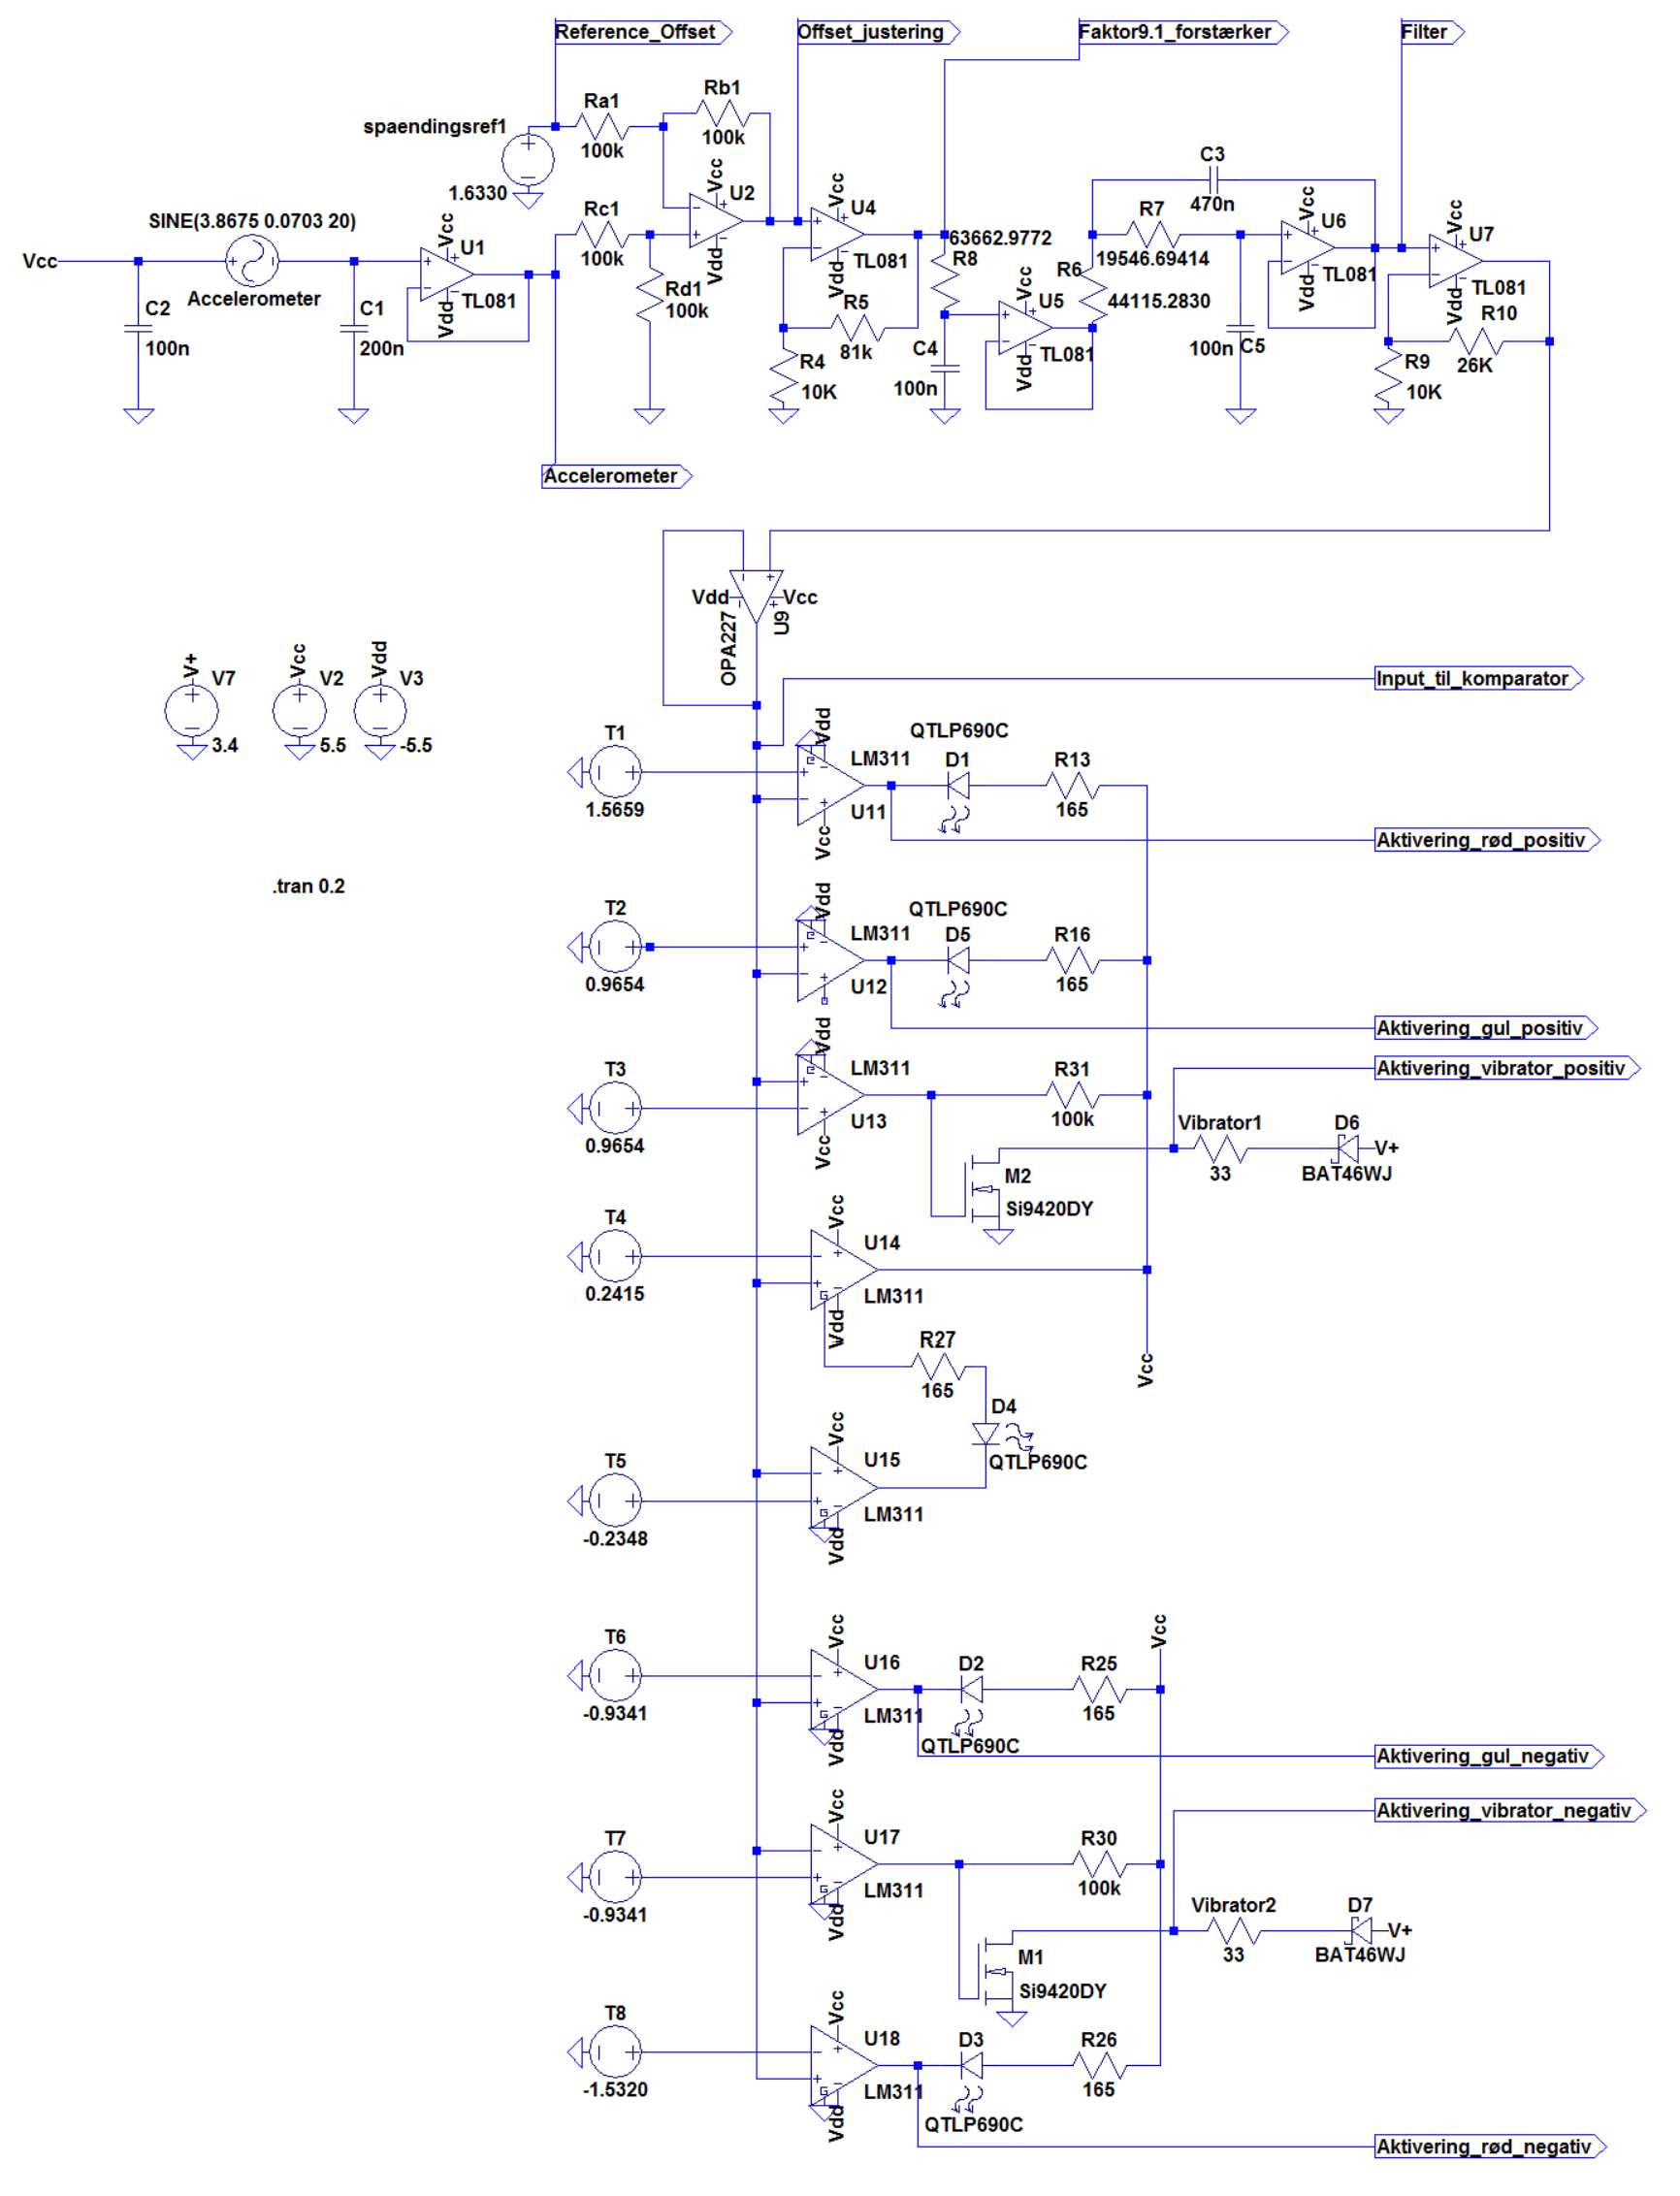 Reference_Offset
Offset_justering
Faktor9.1_forstærker
Filter
Ra1
100k
Rb1
100k
spaendingsref1
1.6330
Vcc
U2
Vdd
Rc1
100k
Rd1
100k
SINE(3.8675 0.0703 20)
Vcc
Accelerometer
C2
100n
C1
200n
Vcc
U1
TL081
Vdd
Accelerometer
Vcc
U4
TL081
Vdd
R5
81k
R4
10K
63662.9772
R8
C4
100n
Vcc
U5
TL081
Vdd
R6
44115.2830
C3
470n
R7
19546.69414
100n C5
Vcc
U6
TL081
Vdd
Vcc
U7
TL081
Vdd
R10
26K
R9
10K
Vdd
Vcc
OPA227
U9
V+
V7
3.4
Vcc
V2
5.5
Vdd
V3
-5.5
.tran 0.2
Input_til_komparator
T1
1.5659
Vdd
LM311
U11
Vcc
QTLP690C
D1
R13
165
Aktivering_rød_positiv
T2
0.9654
Vdd
LM311
U12
QTLP690C
D5
R16
165
Aktivering_gul_positiv
T3
0.9654
Vdd
LM311
U13
Vcc
R31
100k
Aktivering_vibrator_positiv
Vibrator1
33
D6
V+
BAT46WJ
M2
Si9420DY
T4
0.2415
Vcc
U14
LM311
G
Vdd
Vcc
R27
165
D4
QTLP690C
T5
-0.2348
Vcc
U15
LM311
G
Vdd
T6
-0.9341
Vcc
U16
LM311
G
Vdd
D2
QTLP690C
R25
165
Vcc
Aktivering_gul_negativ
Aktivering_vibrator_negativ
T7
-0.9341
Vcc
U17
LM311
G
Vdd
R30
100k
Vibrator2
33
D7
V+
BAT46WJ
M1
Si9420DY
T8
-1.5320
Vcc
U18
LM311
G
Vdd
D3
QTLP690C
R26
165
Aktivering_rød_negativ